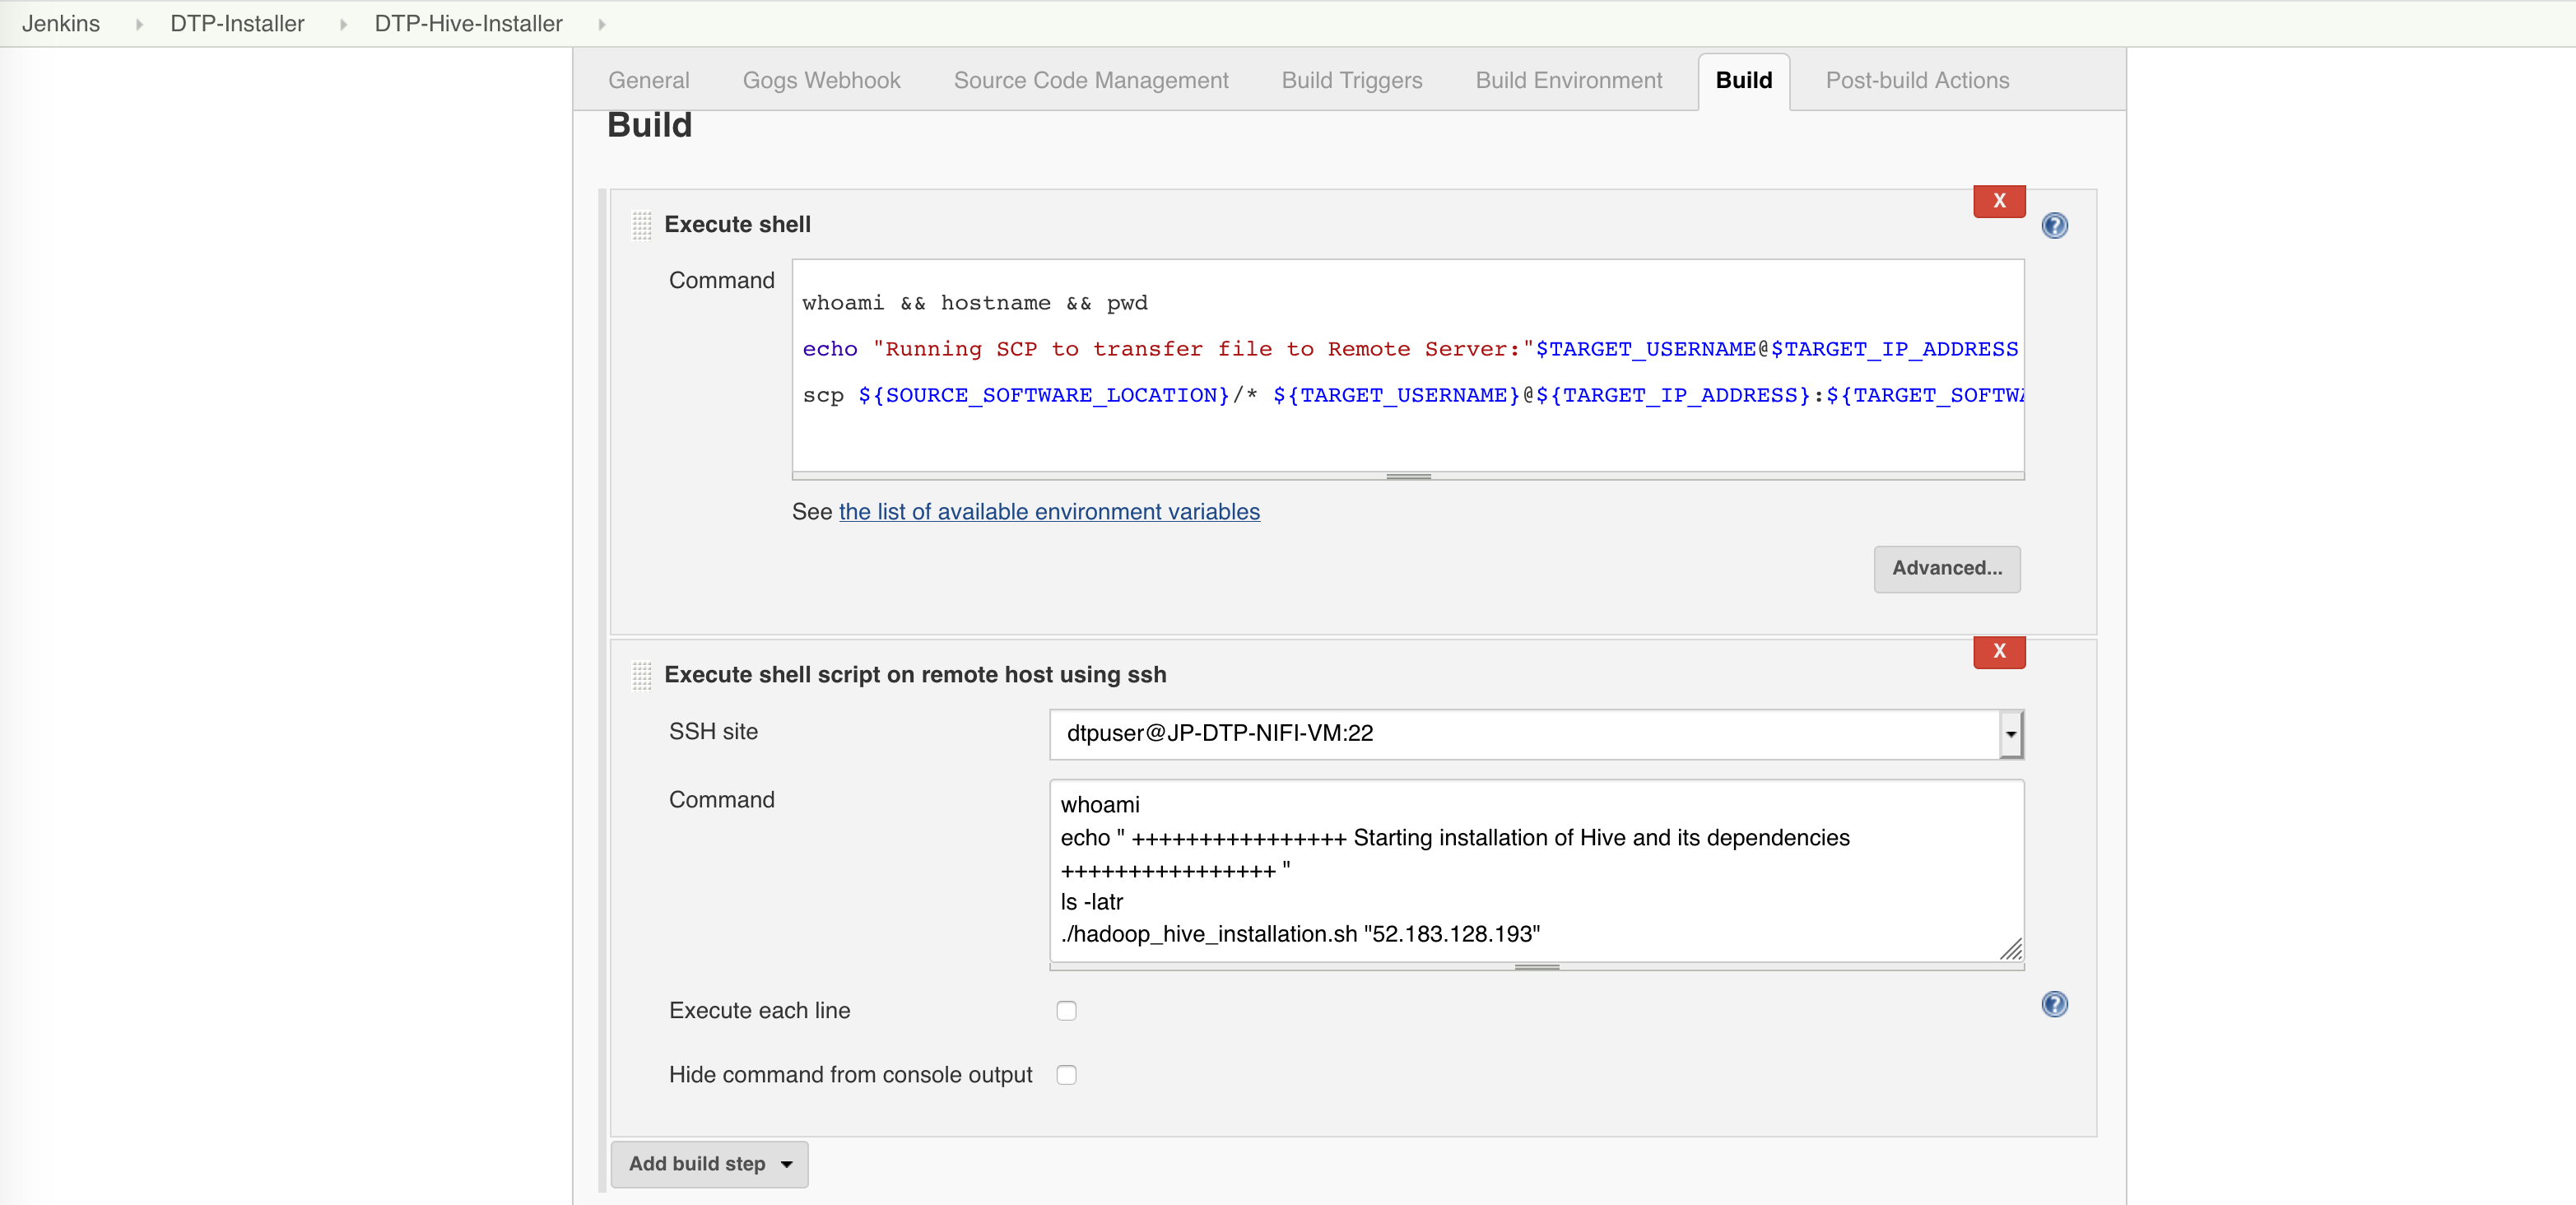 Jenkins DTP-Installer DTP-Hive-Installer
General Gogs Webhook Source Code Management Build Triggers Build Environment Build Post-build Actions
Build
X
Execute shell
Command
whoami && hostname && pwd
echo "Running SCP to transfer file to Remote Server:"$TARGET_USERNAME@$TARGET_IP_ADDRESS
scp ${SOURCE_SOFTWARE_LOCATION}/* ${TARGET_USERNAME}@${TARGET_IP_ADDRESS}:${TARGET_SOFTWA
See the list of available environment variables
Advanced...
X
Execute shell script on remote host using ssh
SSH site dtpuser@JP-DTP-NIFI-VM:22
Command
whoami
echo " ++++++++++++++++ Starting installation of Hive and its dependencies
++++++++++++++++ "
ls -latr
./hadoop_hive_installation.sh "52.183.128.193"
Execute each line
Hide command from console output
Add build step